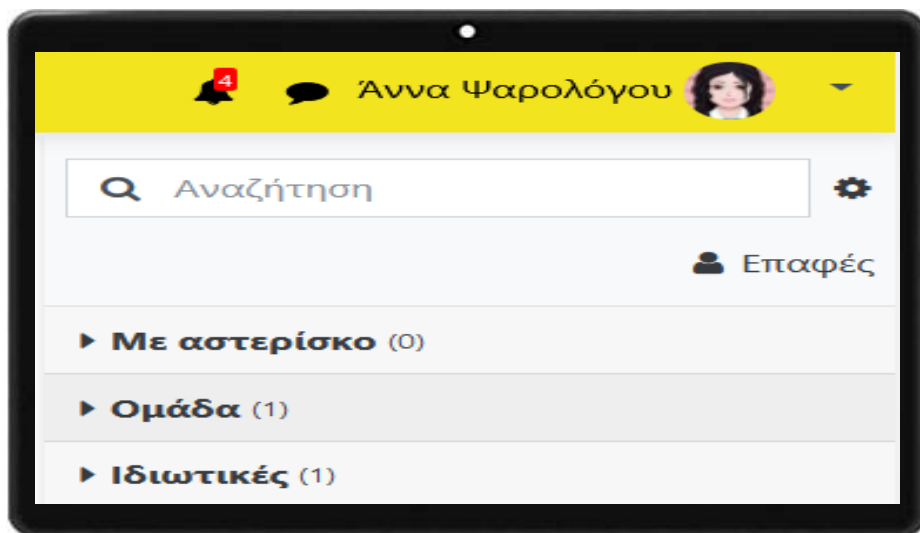 4
Άννα Ψαρολόγου
Αναζήτηση
Επαφές
Με αστερίσκο (0)
Ομάδα (1)
Ιδιωτικές (1)